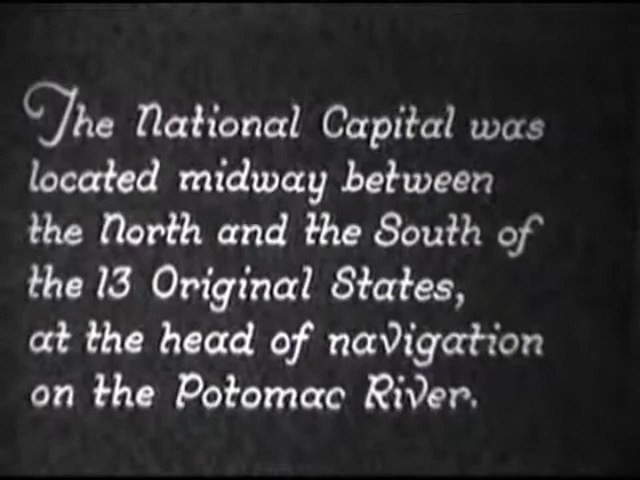 The National Capital was
located midway between
the North and the South of
the 13 Original States,
at the head of navigation
on the Potomac River.